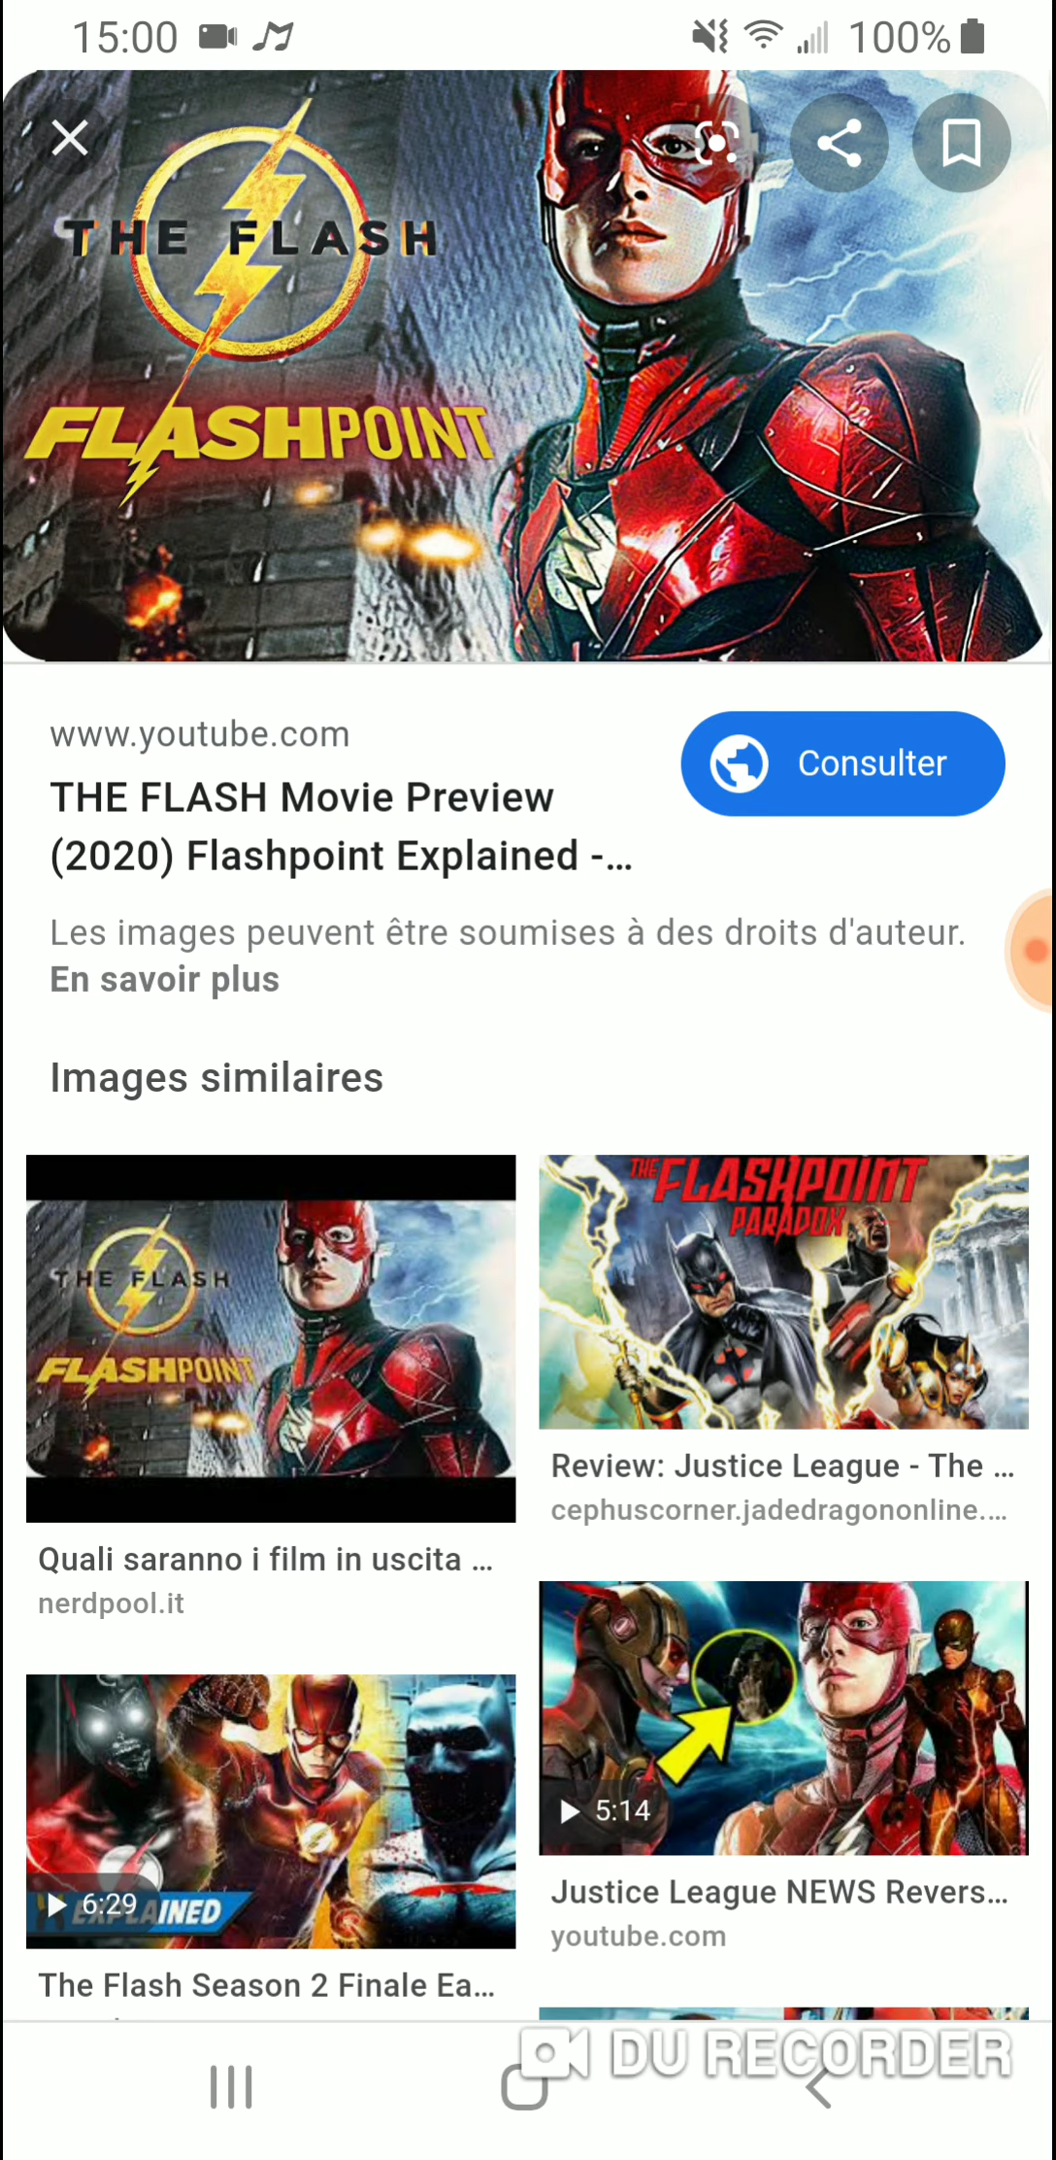 15:00
100%
THE FLASH
FLASHPOINT
www.youtube.com
THE FLASH Movie Preview
(2020) Flashpoint Explained -...
Consulter
Les images peuvent être soumises à des droits d'auteur.
En savoir plus
Images similaires
THE FLASH
FLASHPOINT
Quali saranno i film in uscita ...
nerdpool.it
THE FLASHPOINT
PARADOX
Review: Justice League - The ...
cephuscorner.jadedragononline....
6:29
EXPLAINED
The Flash Season 2 Finale Ea...
5:14
Justice League NEWS Revers...
youtube.com
DU RECORDER